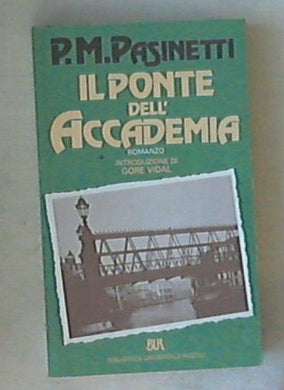 P.M. PASINETTI
IL PONTE
DELL'
ACCADEMIA
ROMANZO
INTRODUZIONE DI
GORE VIDAL
BUR
BIBLIOTECA UNIVERSALE RIZZOLI